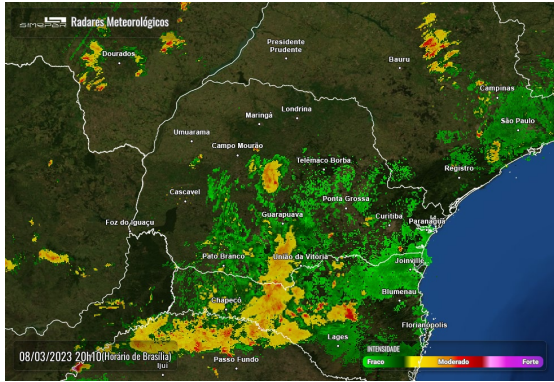 SIMEPAR Radares Meteorológicos
Dourados
Presidente
Prudente
Bauru
Campinas
São Paulo
Londrina
Maringá
Umuarama
Campo Mourão
Telêmaco Borba
Registro
Cascavel
Ponta Grossa
Guarapuava
Curitiba
Paranaguá
Foz do Iguaçu
Pato Branco
União da Vitória
Joinville
Chapecó
Blumenau
Florianópolis
Lages
Passo Fundo
Ijuí
08/03/2023 20h10 (Horário de Brasília)
INTENSIDADE
Fraco Moderado Forte